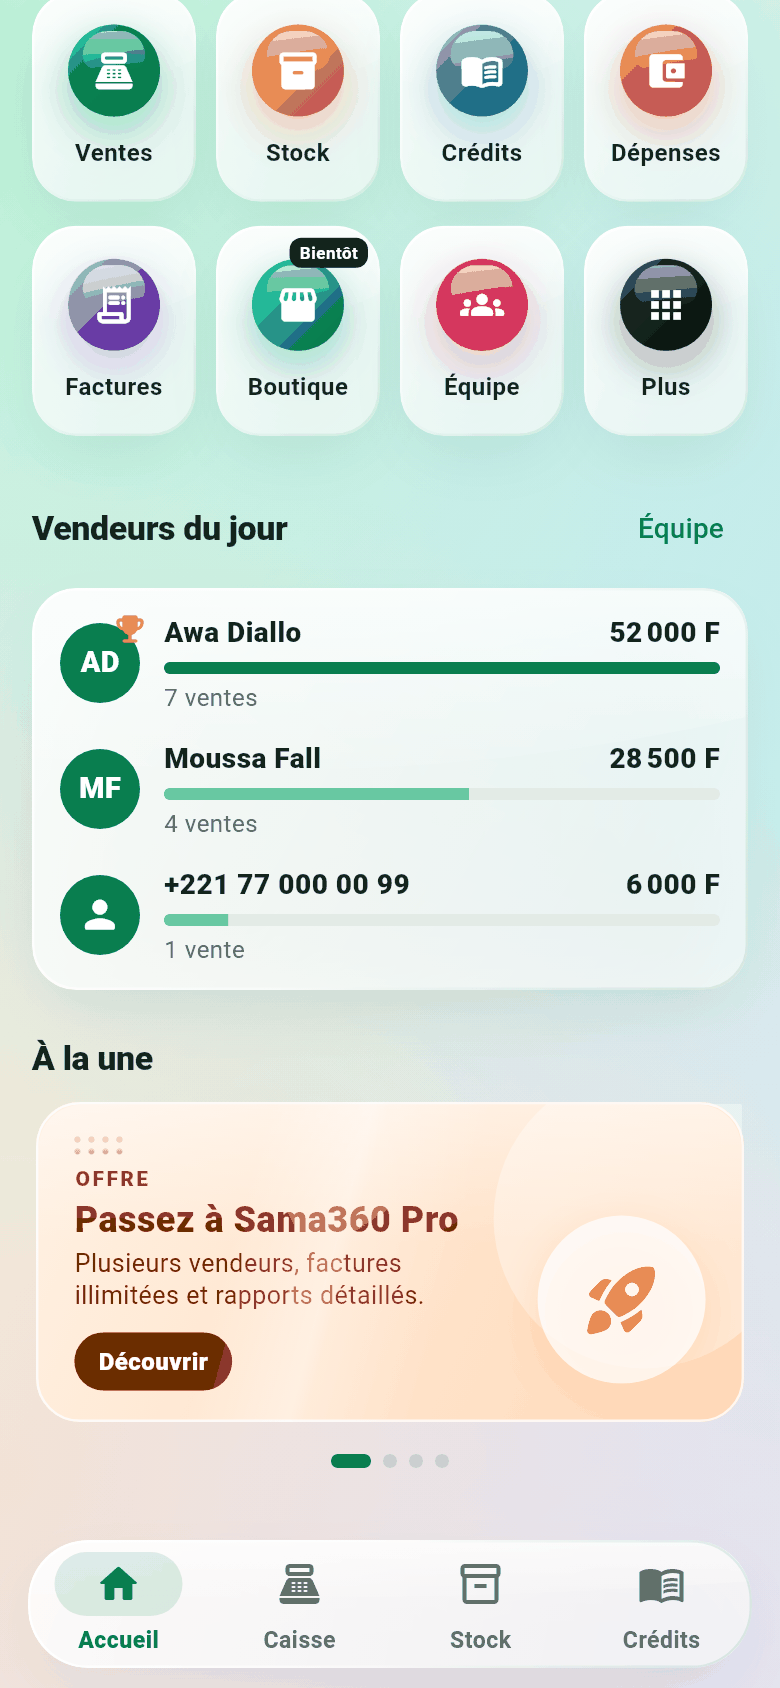 Ventes
Stock
Crédits
Dépenses
Bientôt
Factures
Boutique
Équipe
Plus
Vendeurs du jour
Équipe
AD
Awa Diallo
52 000 F
7 ventes
MF
Moussa Fall
28 500 F
4 ventes
+221 77 000 00 99
6 000 F
1 vente
À la une
OFFRE
Passez à Sama360 Pro
Plusieurs vendeurs, factures
illimitées et rapports détaillés.
Découvrir
Accueil
Caisse
Stock
Crédits